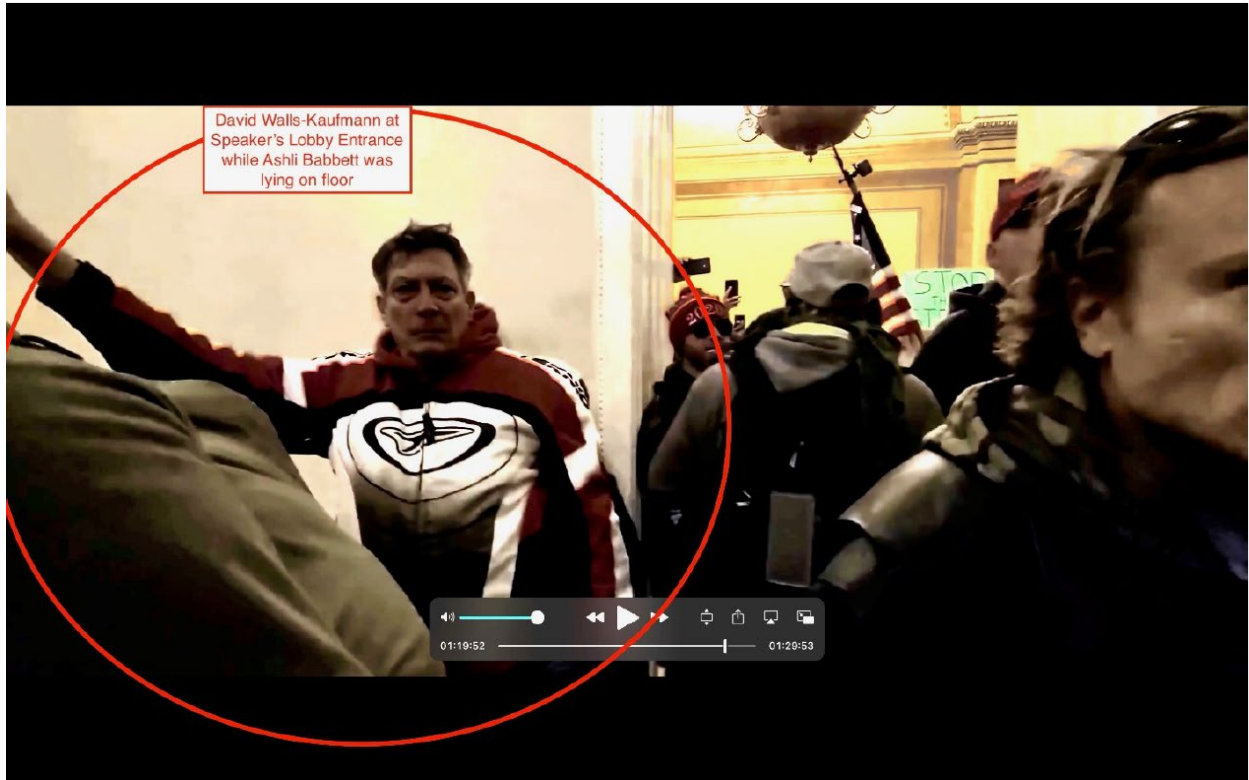 David Walls-Kaufmann at
Speaker's Lobby Entrance
while Ashli Babbett was
lying on floor
2020
STOP
01:19:52
01:29:53